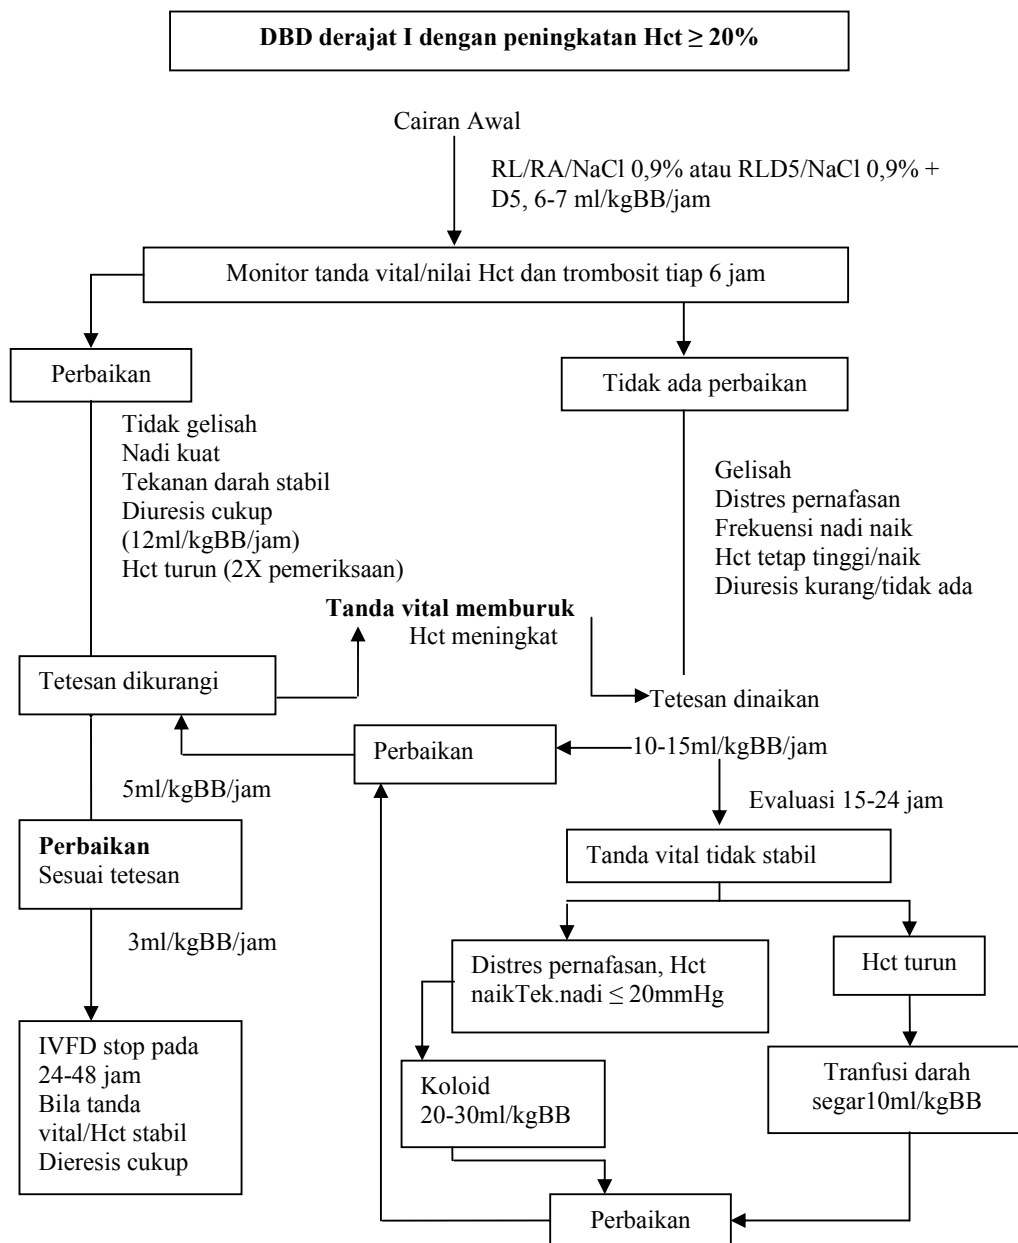 DBD derajat I dengan peningkatan Hct ≥ 20%
Cairan Awal
RL/RA/NaCl 0,9% atau RLD5/NaCl 0,9% +
D5, 6-7 ml/kgBB/jam
Monitor tanda vital/nilai Hct dan trombosit tiap 6 jam
Perbaikan
Tidak ada perbaikan
Tidak gelisah
Nadi kuat
Tekanan darah stabil
Diuresis cukup
(12ml/kgBB/jam)
Hct turun (2X pemeriksaan)
Gelisah
Distres pernafasan
Frekuensi nadi naik
Hct tetap tinggi/naik
Diuresis kurang/tidak ada
Tanda vital memburuk
Hct meningkat
Tetesan dikurangi
Tetesan dinaikan
Perbaikan
10-15ml/kgBB/jam
5ml/kgBB/jam
Evaluasi 15-24 jam
Perbaikan
Sesuai tetesan
Tanda vital tidak stabil
3ml/kgBB/jam
Distres pernafasan, Hct
naikTek.nadi ≤ 20mmHg
Hct turun
IVFD stop pada
24-48 jam
Bila tanda
vital/Hct stabil
Dieresis cukup
Koloid
20-30ml/kgBB
Tranfusi darah
segar10ml/kgBB
Perbaikan